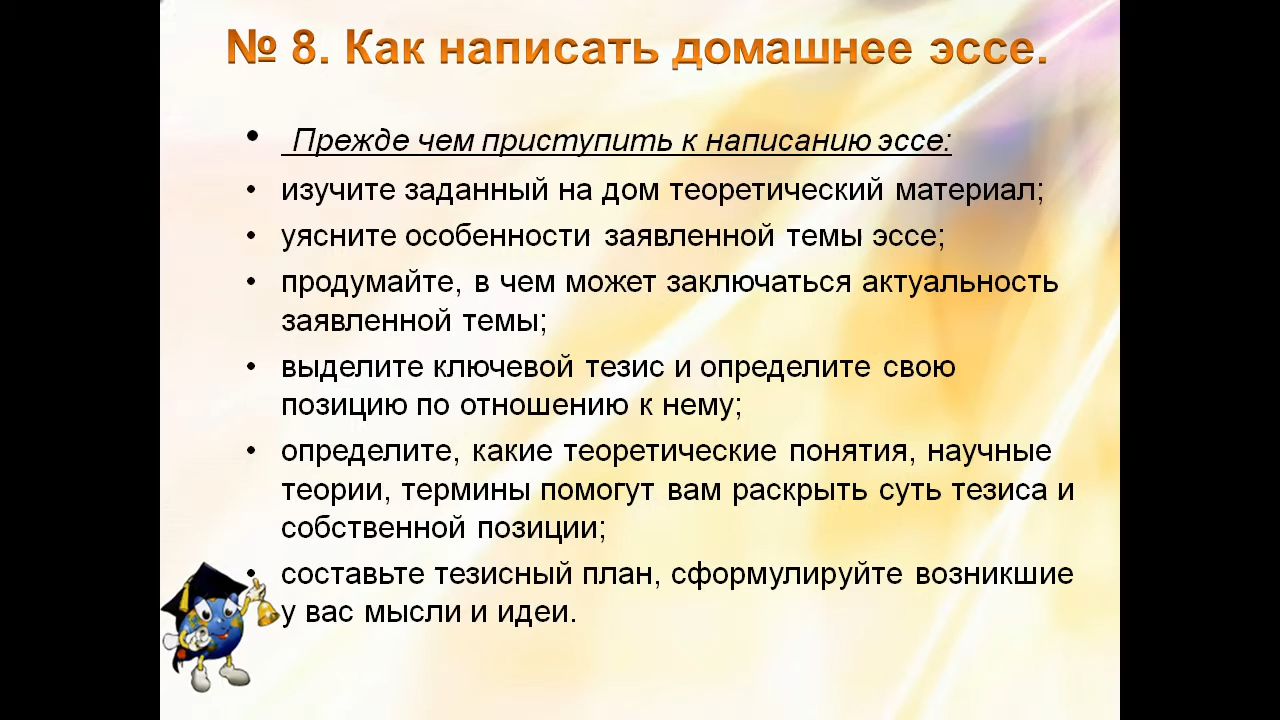 № 8. Как написать домашнее эссе.
• Прежде чем приступить к написанию эссе:
• изучите заданный на дом теоретический материал;
• уясните особенности заявленной темы эссе;
• продумайте, в чем может заключаться актуальность
заявленной темы;
• выделите ключевой тезис и определите свою
позицию по отношению к нему;
• определите, какие теоретические понятия, научные
теории, термины помогут вам раскрыть суть тезиса и
собственной позиции;
• составьте тезисный план, сформулируйте возникшие
у вас мысли и идеи.